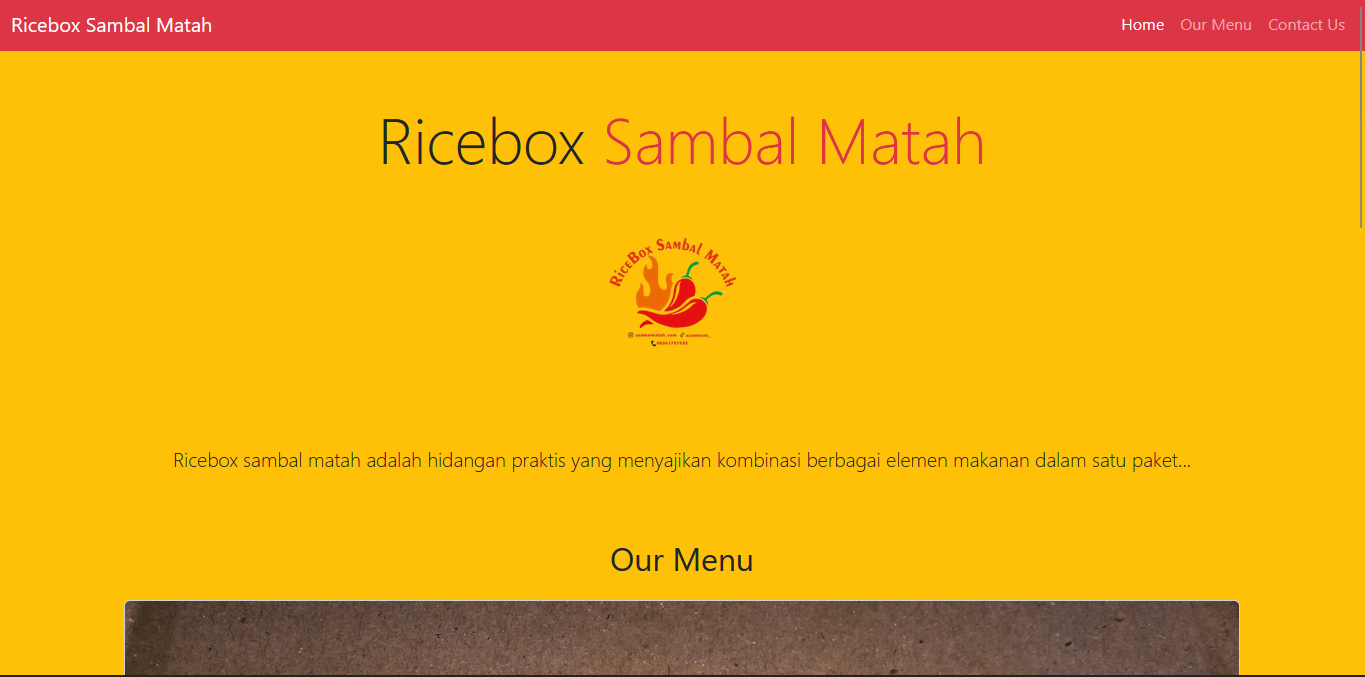 Ricebox Sambal Matah
Home Our Menu Contact Us
Ricebox Sambal Matah
RiceBox Sambal Matah
Ricebox sambal matah adalah hidangan praktis yang menyajikan kombinasi berbagai elemen makanan dalam satu paket...
Our Menu